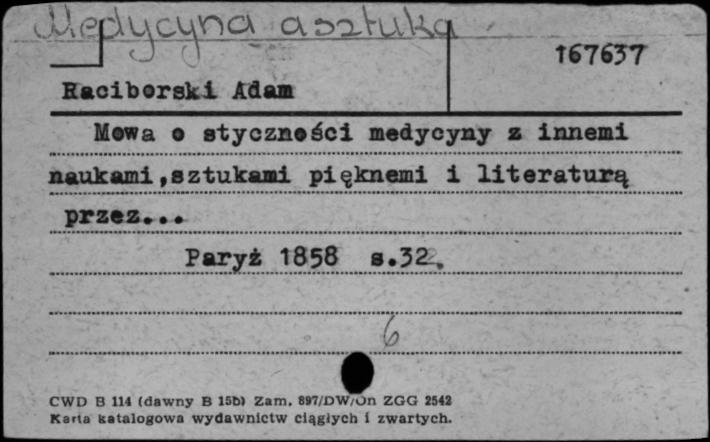 Medycyna a sztuka
167637
Raciborski Adam
Mowa o styczności medycyny z innemi
naukami,sztukami pięknemi i literaturą
przez...
Paryż 1858 s.32.
6
CWD B 114 (dawny B 15b) Zam. 897/DW/On ZGG 2542
Karta katalogowa wydawnictw ciągłych i zwartych.